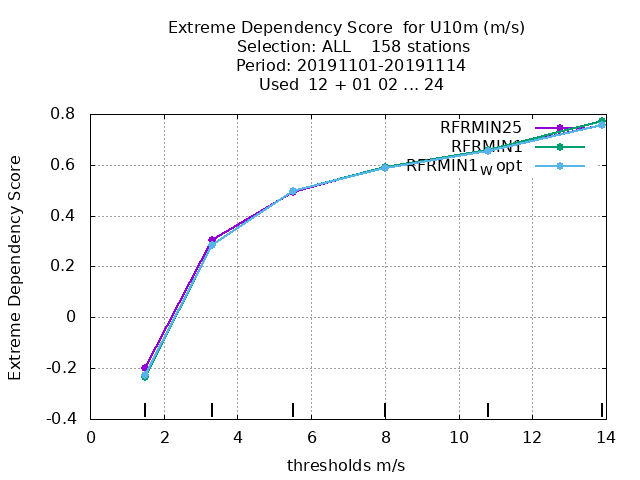 Extreme Dependency Score  for U10m (m/s)
Selection: ALL    158 stations
Period: 20191101-20191114
Used  12 + 01 02 ... 24
Extreme Dependency Score
0.8
0.6
0.4
0.2
0
-0.2
-0.4
RFRMIN25
RFRMIN1
RFRMIN1w opt
0 2 4 6 8 10 12 14
thresholds m/s